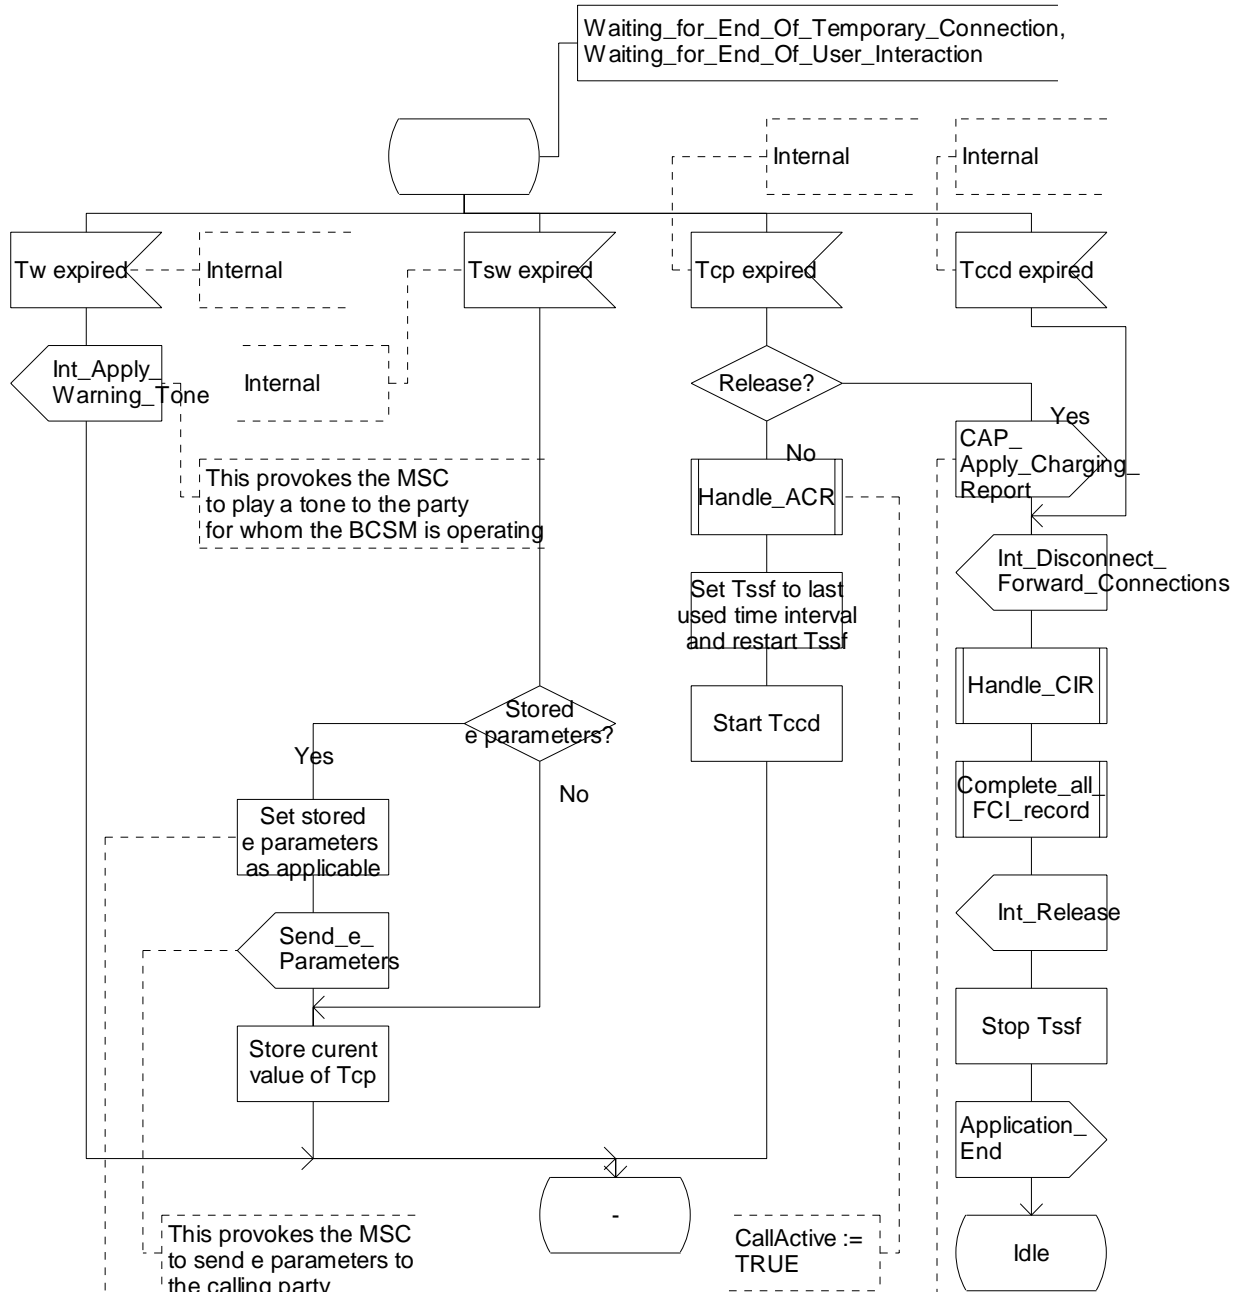 Waiting_for_End_Of_Temporary_Connection,
Waiting_for_End_Of_User_Interaction
Internal
Internal
Tw expired
Internal
Tsw expired
Tcp expired
Tccd expired
Int_Apply_
Warning_Tone
Internal
Release?
Yes
No
This provokes the MSC
to play a tone to the party
for whom the BCSM is operating
Handle_ACR
CAP_
Apply_Charging_
Report
Int_Disconnect_
Forward_Connections
Set Tssf to last
used time interval
and restart Tssf
Handle_CIR
Stored
e parameters?
Start Tccd
Yes
No
Complete_all_
FCI_record
Set stored
e parameters
as applicable
Int_Release
Send_e_
Parameters
Stop Tssf
Store curent
value of Tcp
Application_
End
-
This provokes the MSC
to send e parameters to
the calling party
CallActive :=
TRUE
Idle